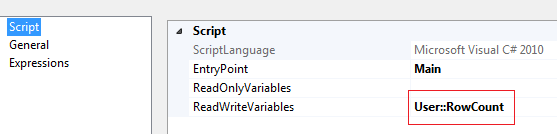 Script
General
Expressions
Script
ScriptLanguage Microsoft Visual C# 2010
EntryPoint Main
ReadOnlyVariables
ReadWriteVariables User::RowCount